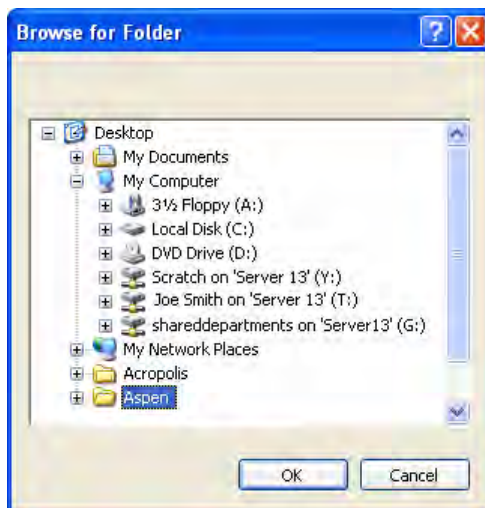 Browse for Folder
Desktop
My Documents
My Computer
3½ Floppy (A:)
Local Disk (C:)
DVD Drive (D:)
Scratch on 'Server 13' (Y:)
Joe Smith on 'Server 13' (T:)
shareddepartments on 'Server13' (G:)
My Network Places
Acropolis
Aspen
OK Cancel